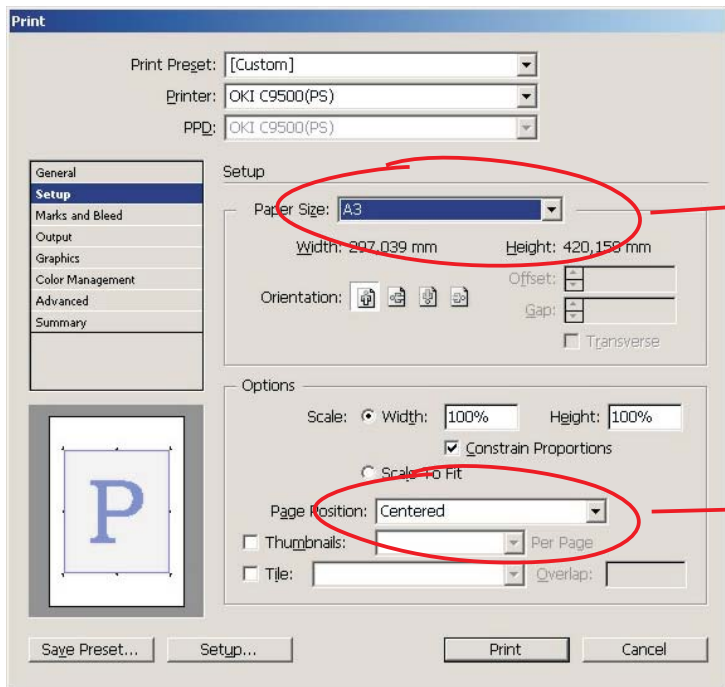 Print
Print Preset: [Custom]
Printer: OKI C9500(PS)
PPD: OKI C9500(PS)
General
Setup
Marks and Bleed
Output
Graphics
Color Management
Advanced
Summary
Setup
Paper Size: A3
Width: 297,039 mm Height: 420,158 mm
Orientation:
Offset:
Gap:
Transverse
Options
Scale: Width: 100% Height: 100%
Constrain Proportions
Scale To Fit
Page Position: Centered
Thumbnails: Per Page
Tile: Overlap:
P
Save Preset... Setup... Print Cancel